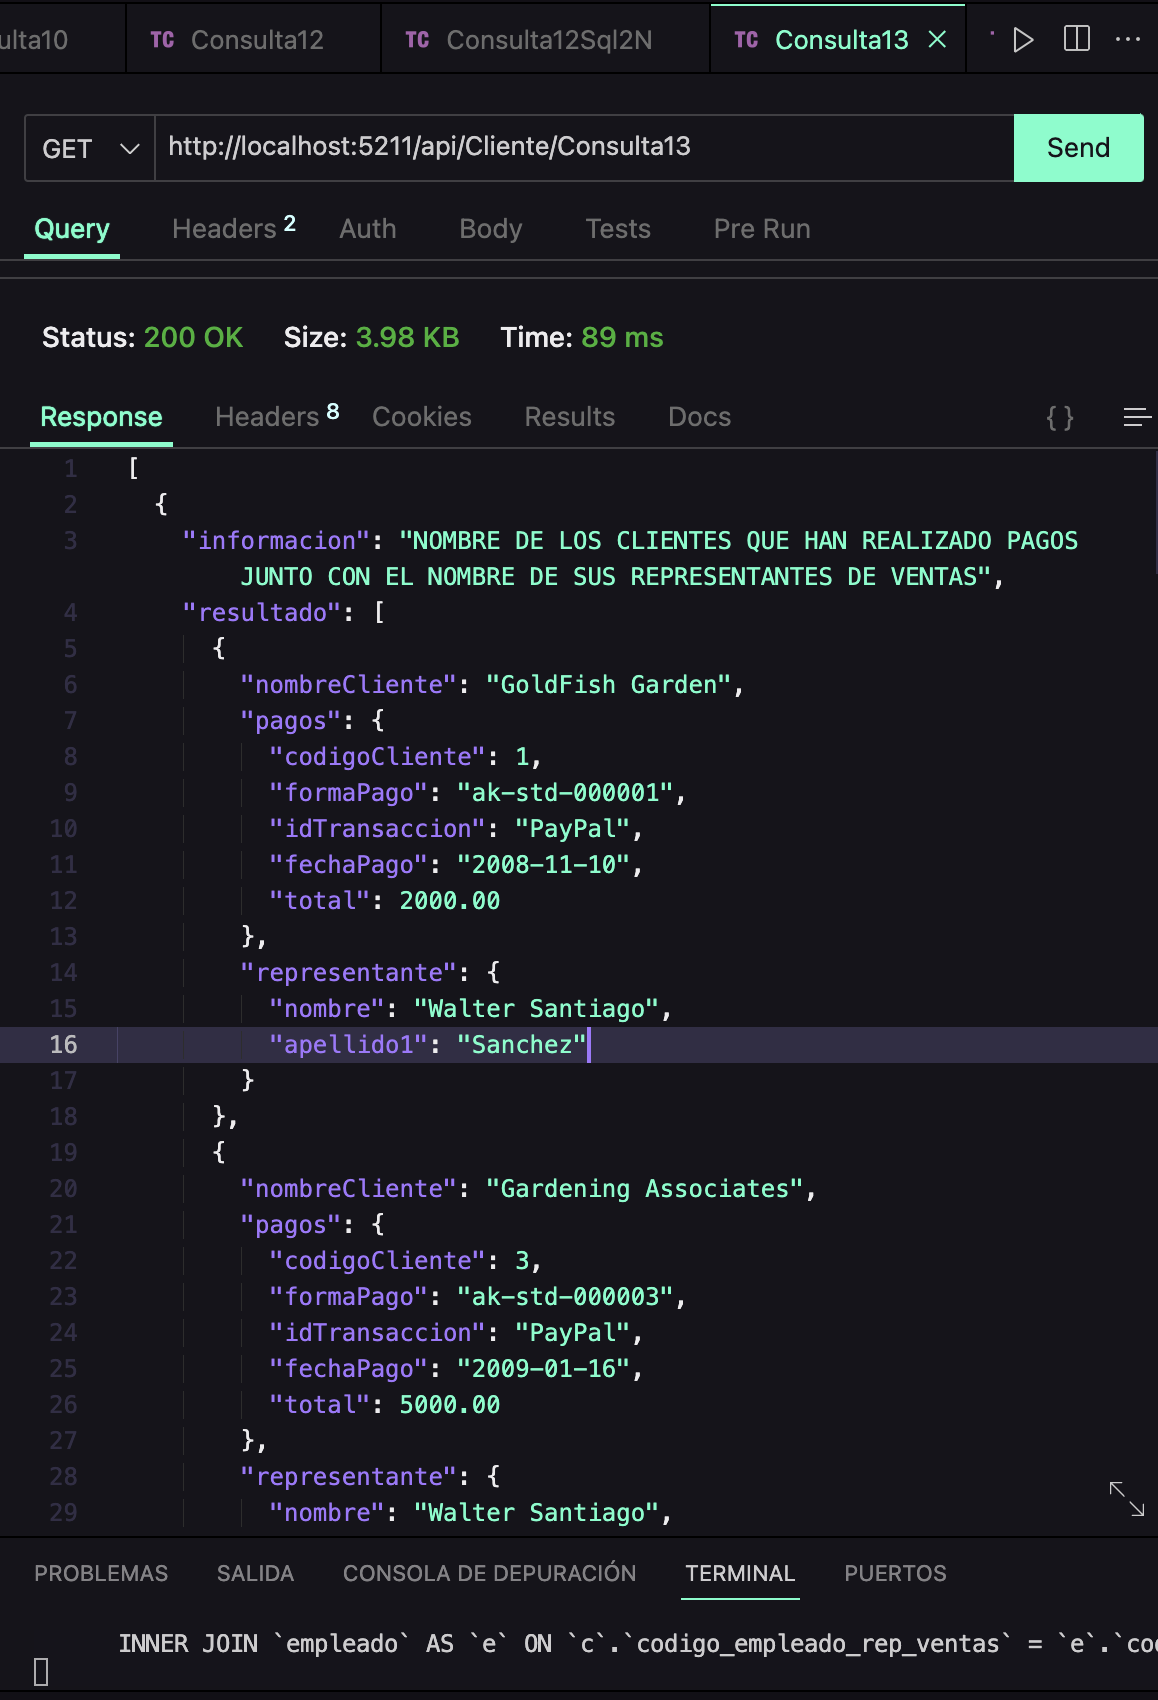 ulta10 TC Consulta12 TC Consulta12Sql2N TC Consulta13
GET http://localhost:5211/api/Cliente/Consulta13 Send
Query Headers 2 Auth Body Tests Pre Run
Status: 200 OK Size: 3.98 KB Time: 89 ms
Response Headers 8 Cookies Results Docs { }
1 [
2 {
3 "informacion": "NOMBRE DE LOS CLIENTES QUE HAN REALIZADO PAGOS
JUNTO CON EL NOMBRE DE SUS REPRESENTANTES DE VENTAS",
4 "resultado": [
5 {
6 "nombreCliente": "GoldFish Garden",
7 "pagos": {
8 "codigoCliente": 1,
9 "formaPago": "ak-std-000001",
10 "idTransaccion": "PayPal",
11 "fechaPago": "2008-11-10",
12 "total": 2000.00
13 },
14 "representante": {
15 "nombre": "Walter Santiago",
16 "apellido1": "Sanchez"
17 }
18 },
19 {
20 "nombreCliente": "Gardening Associates",
21 "pagos": {
22 "codigoCliente": 3,
23 "formaPago": "ak-std-000003",
24 "idTransaccion": "PayPal",
25 "fechaPago": "2009-01-16",
26 "total": 5000.00
27 },
28 "representante": {
29 "nombre": "Walter Santiago",
PROBLEMAS SALIDA CONSOLA DE DEPURACIÓN TERMINAL PUERTOS
INNER JOIN `empleado` AS `e` ON `c`.`codigo_empleado_rep_ventas` = `e`.`co